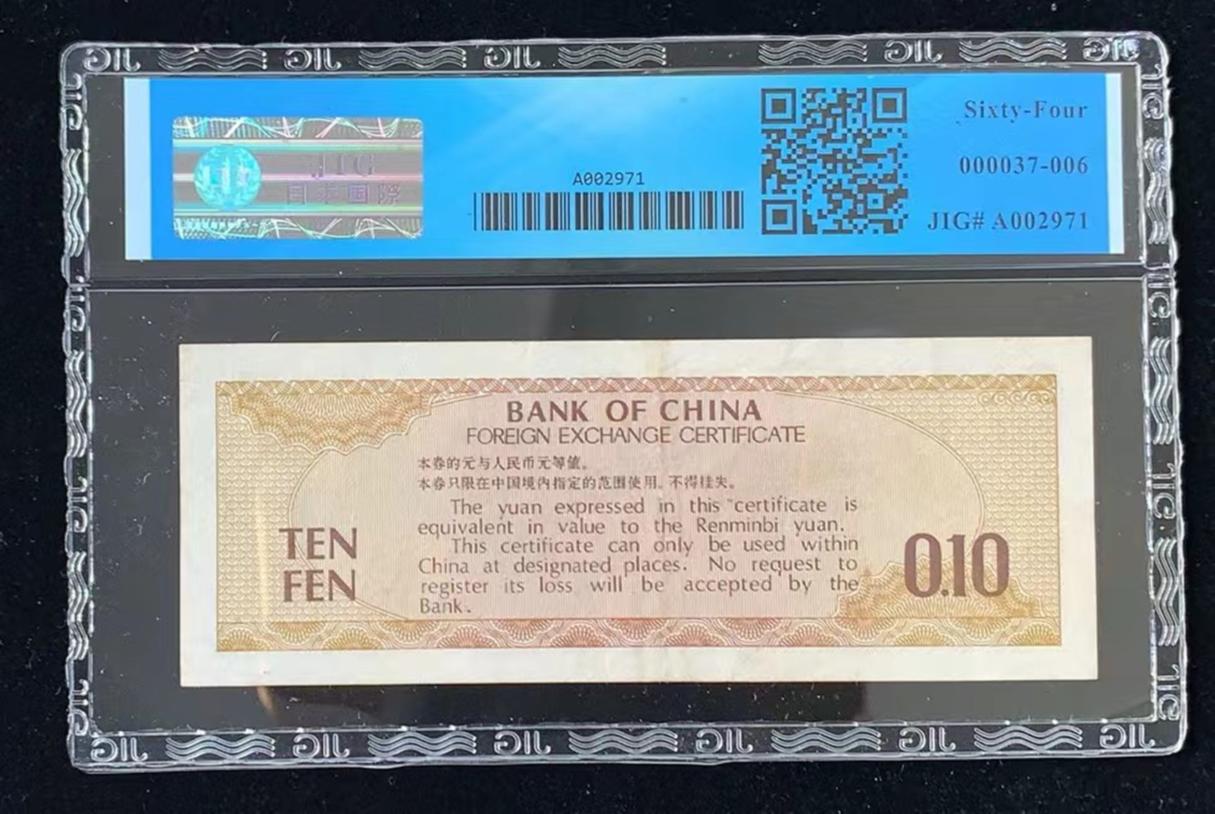 JIG
日本国際
A002971
Sixty-Four
000037-006
JIG# A002971
BANK OF CHINA
FOREIGN EXCHANGE CERTIFICATE
本券的元与人民币元等值。
本券只限在中国境内指定的范围使用，不得挂失。
The yuan expressed in this certificate is
equivalent in value to the Renminbi yuan.
This certificate can only be used within
China at designated places. No request to
register its loss will be accepted by the
Bank.
TEN
FEN
0.10